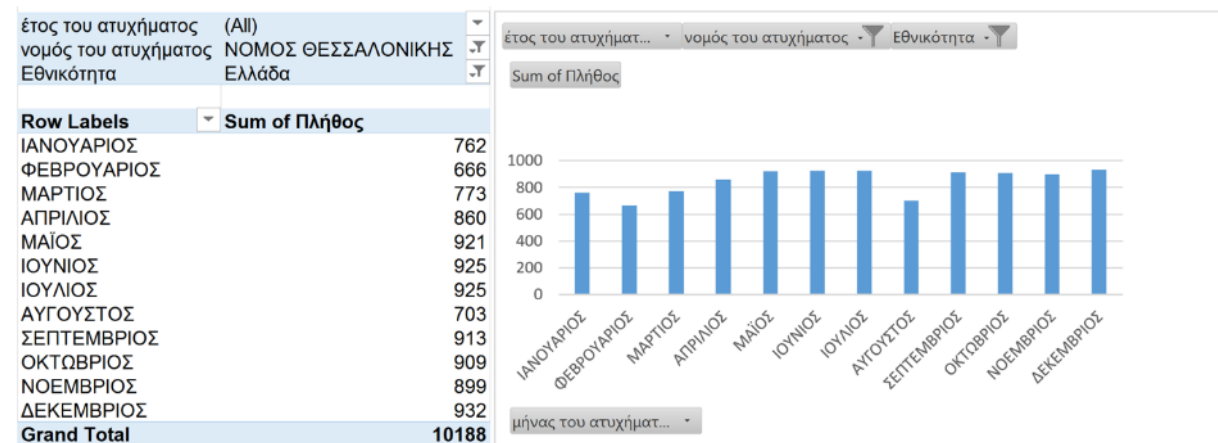 έτος του ατυχήματος (All)
νομός του ατυχήματος ΝΟΜΟΣ ΘΕΣΣΑΛΟΝΙΚΗΣ
Εθνικότητα Ελλάδα
Row Labels Sum of Πλήθος
ΙΑΝΟΥΑΡΙΟΣ 762
ΦΕΒΡΟΥΑΡΙΟΣ 666
ΜΑΡΤΙΟΣ 773
ΑΠΡΙΛΙΟΣ 860
ΜΑΪΟΣ 921
ΙΟΥΝΙΟΣ 925
ΙΟΥΛΙΟΣ 925
ΑΥΓΟΥΣΤΟΣ 703
ΣΕΠΤΕΜΒΡΙΟΣ 913
ΟΚΤΩΒΡΙΟΣ 909
ΝΟΕΜΒΡΙΟΣ 899
ΔΕΚΕΜΒΡΙΟΣ 932
Grand Total 10188
έτος του ατυχήματ... νομός του ατυχήματος Εθνικότητα
Sum of Πλήθος
1000
800
600
400
200
0
ΙΑΝΟΥΑΡΙΟΣ ΦΕΒΡΟΥΑΡΙΟΣ ΜΑΡΤΙΟΣ ΑΠΡΙΛΙΟΣ ΜΑΪΟΣ ΙΟΥΝΙΟΣ ΙΟΥΛΙΟΣ ΑΥΓΟΥΣΤΟΣ ΣΕΠΤΕΜΒΡΙΟΣ ΟΚΤΩΒΡΙΟΣ ΝΟΕΜΒΡΙΟΣ ΔΕΚΕΜΒΡΙΟΣ
μήνας του ατυχήματ...